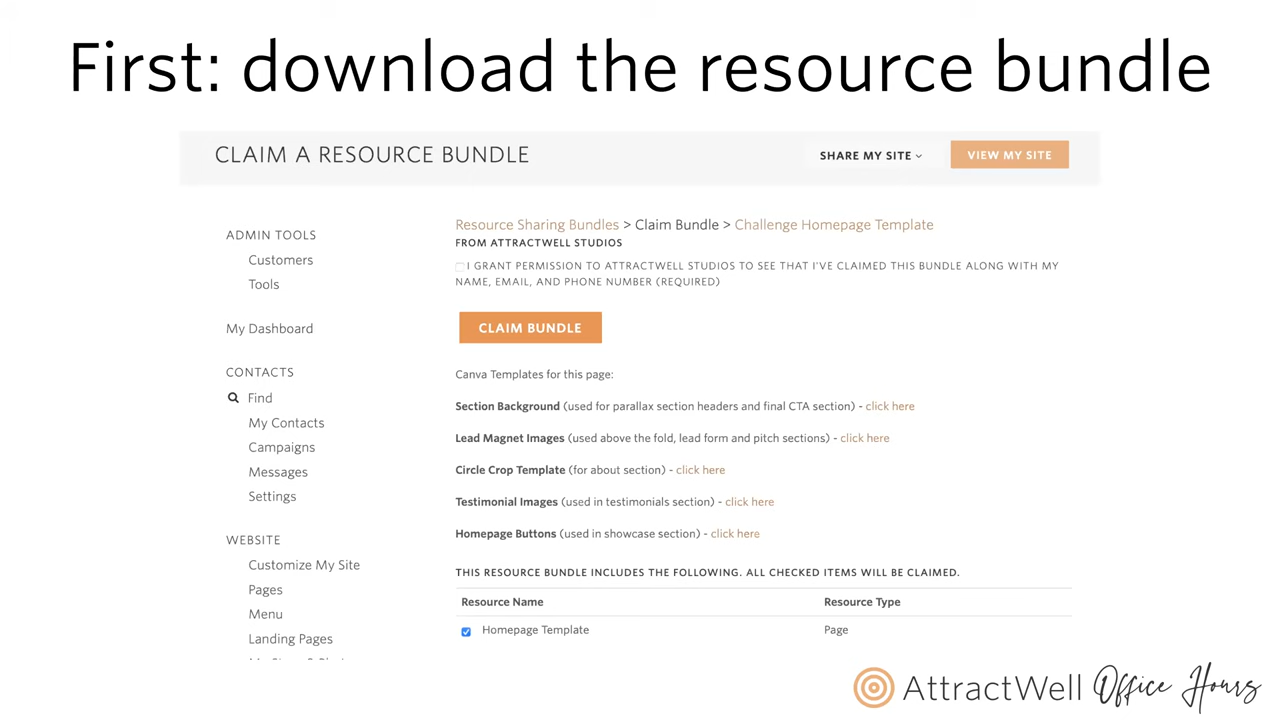 First: download the resource bundle
CLAIM A RESOURCE BUNDLE
SHARE MY SITE
VIEW MY SITE
ADMIN TOOLS
Customers
Tools
My Dashboard
CONTACTS
Find
My Contacts
Campaigns
Messages
Settings
WEBSITE
Customize My Site
Pages
Menu
Landing Pages
Resource Sharing Bundles > Claim Bundle > Challenge Homepage Template
FROM ATTRACTWELL STUDIOS
I GRANT PERMISSION TO ATTRACTWELL STUDIOS TO SEE THAT I'VE CLAIMED THIS BUNDLE ALONG WITH MY
NAME, EMAIL, AND PHONE NUMBER (REQUIRED)
CLAIM BUNDLE
Canva Templates for this page:
Section Background (used for parallax section headers and final CTA section) - click here
Lead Magnet Images (used above the fold, lead form and pitch sections) - click here
Circle Crop Template (for about section) - click here
Testimonial Images (used in testimonials section) - click here
Homepage Buttons (used in showcase section) - click here
THIS RESOURCE BUNDLE INCLUDES THE FOLLOWING. ALL CHECKED ITEMS WILL BE CLAIMED.
Resource Name Resource Type
Homepage Template Page
AttractWell Office Hours